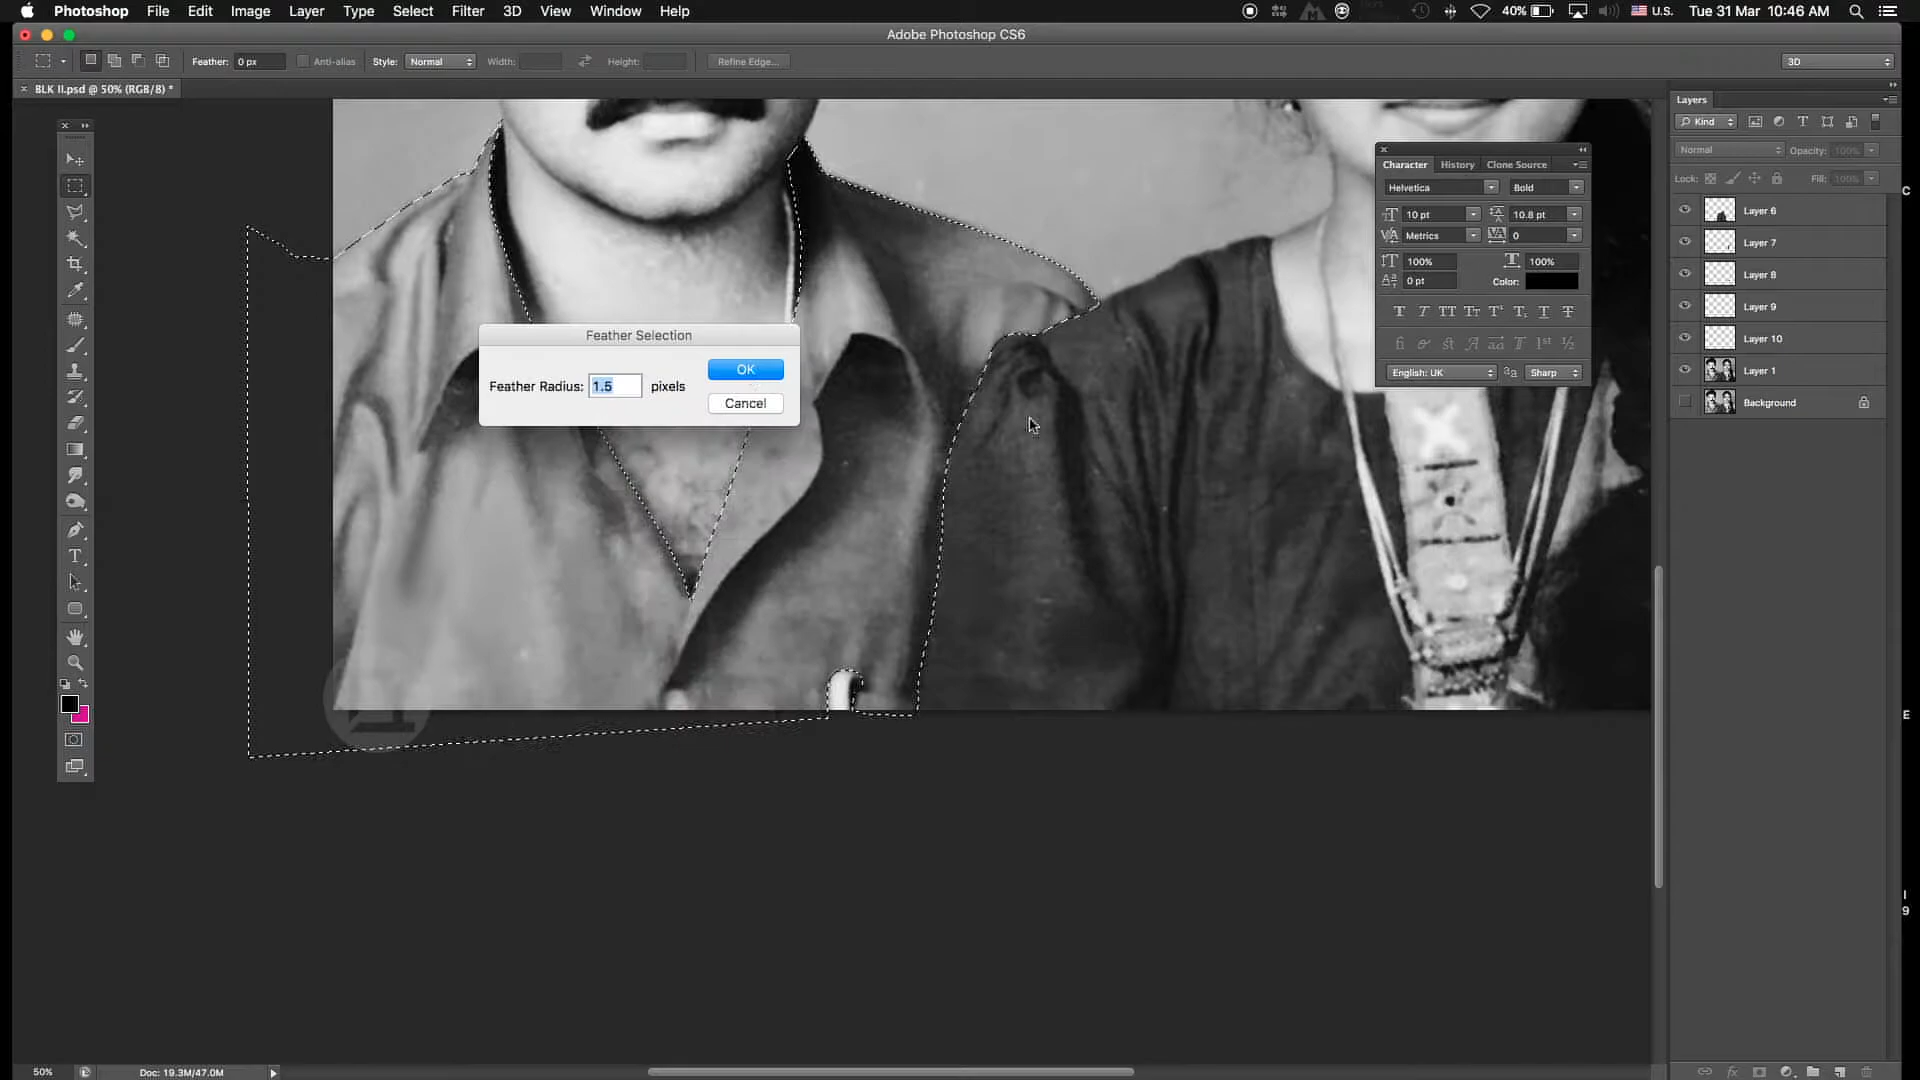 Photoshop File Edit Image Layer Type Select Filter 3D View Window Help 40% U.S. Tue 31 Mar 10:46 AM
Adobe Photoshop CS6
Feather: 0 px Anti-alias Style: Normal Width: Height: Refine Edge... 3D
BLK II.psd @ 50% (RGB/8) *
Layers
Kind
Normal Opacity: 100%
Lock: Fill: 100%
Layer 6
Layer 7
Layer 8
Layer 9
Layer 10
Layer 1
Background
Character History Clone Source
Helvetica Bold
10 pt 10.8 pt
Metrics 0
100% 100%
0 pt Color:
English: UK Sharp
Feather Selection
Feather Radius: 1.5 pixels
OK
Cancel
C
E
I
9
50% Doc: 19.3M/47.0M